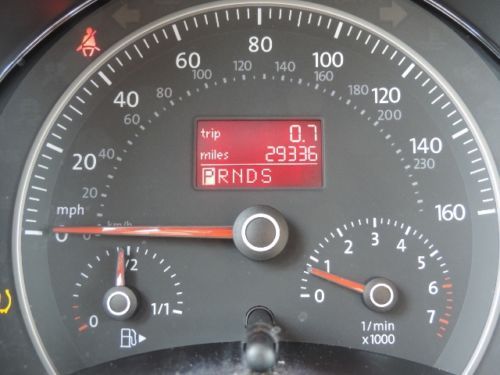 trip 0.7
miles 29336
PRNDS
0 20 40 60 80 100 120 140 160
mph
20 40 60 80 100 120 140 160 180 200 230
km/h
0 1/2 1/1
0 1 2 3 4 5 6 7
1/min
x1000